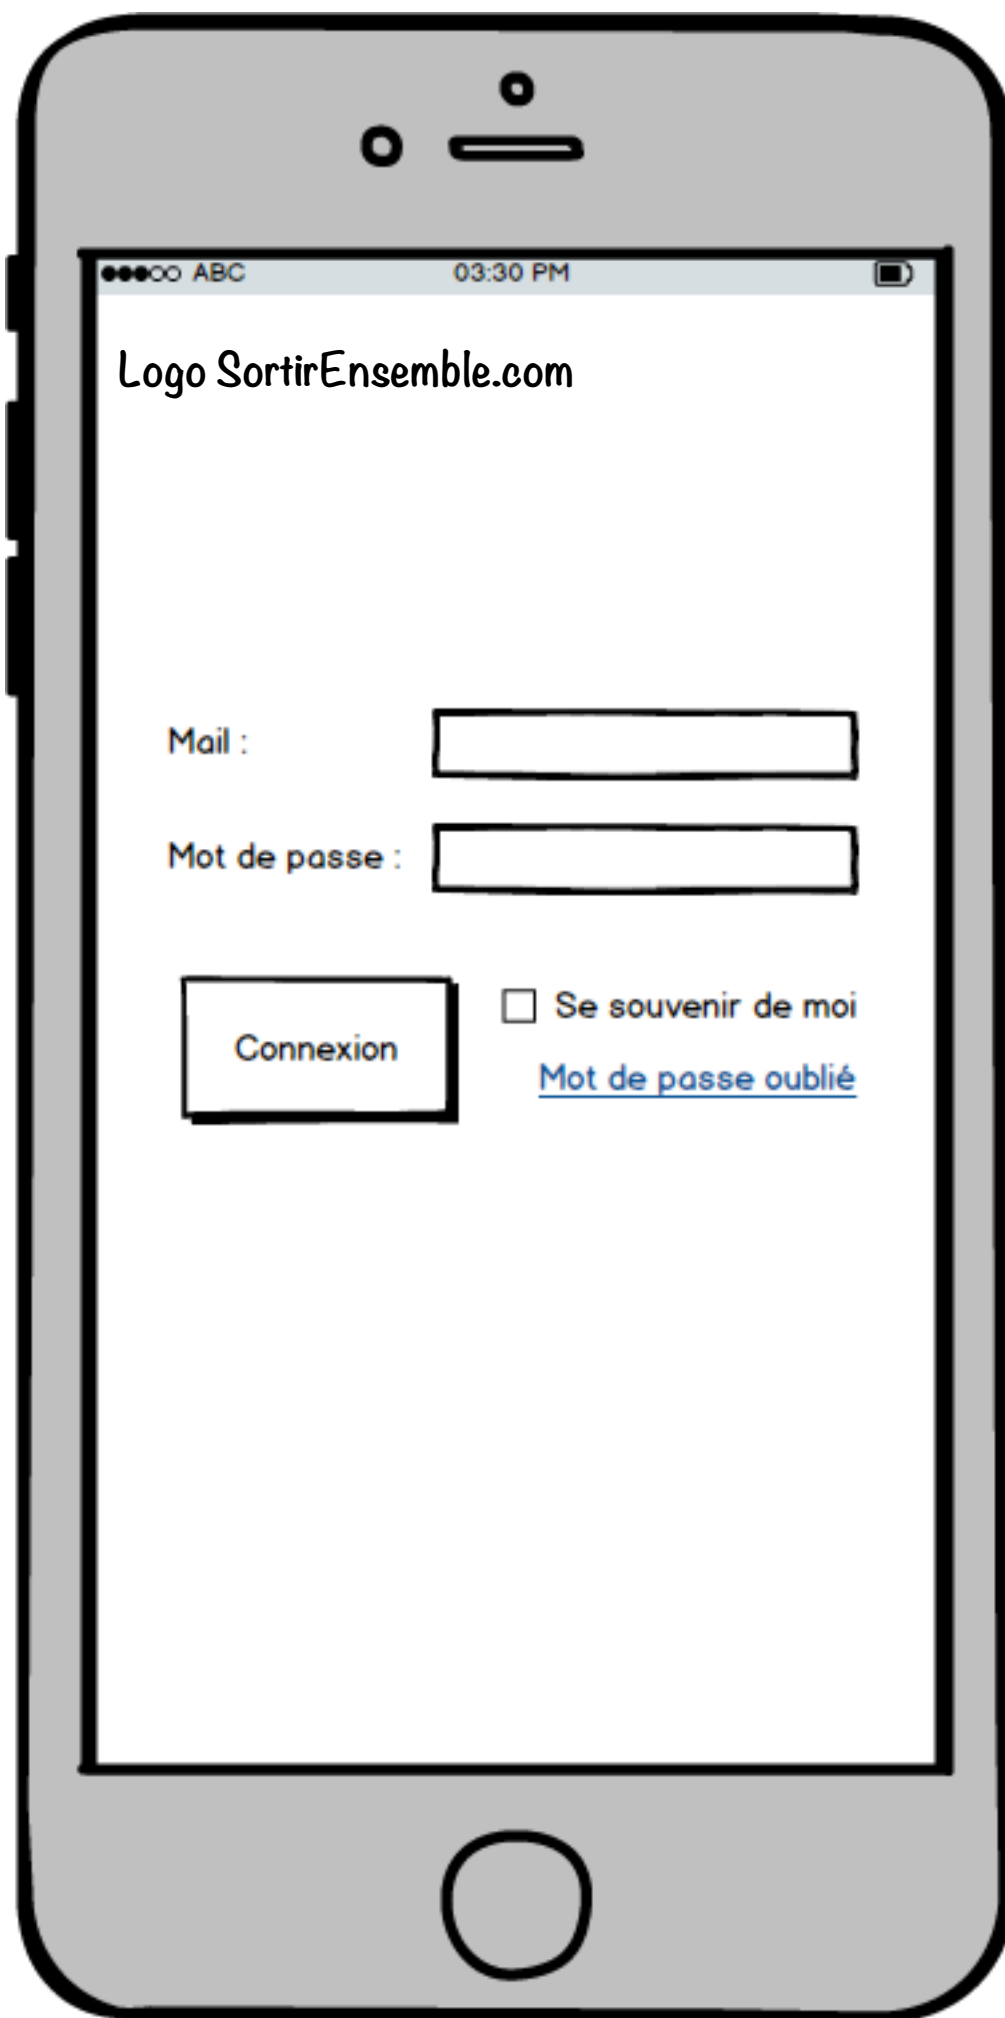 ABC 03:30 PM
Logo SortirEnsemble.com
Mail :
Mot de passe :
Connexion
Se souvenir de moi
Mot de passe oublié